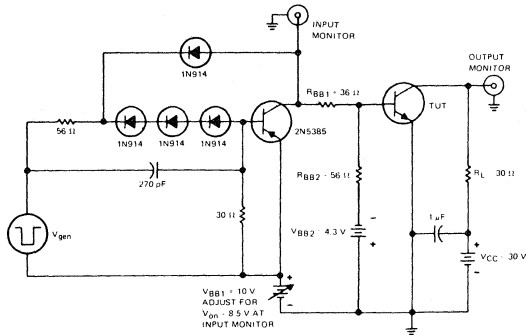 INPUT
MONITOR
OUTPUT
MONITOR
1N914
RBB1 = 36 Ω
TUT
56 Ω
1N914
1N914
1N914
2N5385
270 pF
RBB2 - 56 Ω
RL - 30 Ω
30 Ω
1 µF
Vgen
VBB2 - 4.3 V
VCC - 30 V
VBB1 = 10 V
ADJUST FOR
Von - 8.5 V AT
INPUT MONITOR